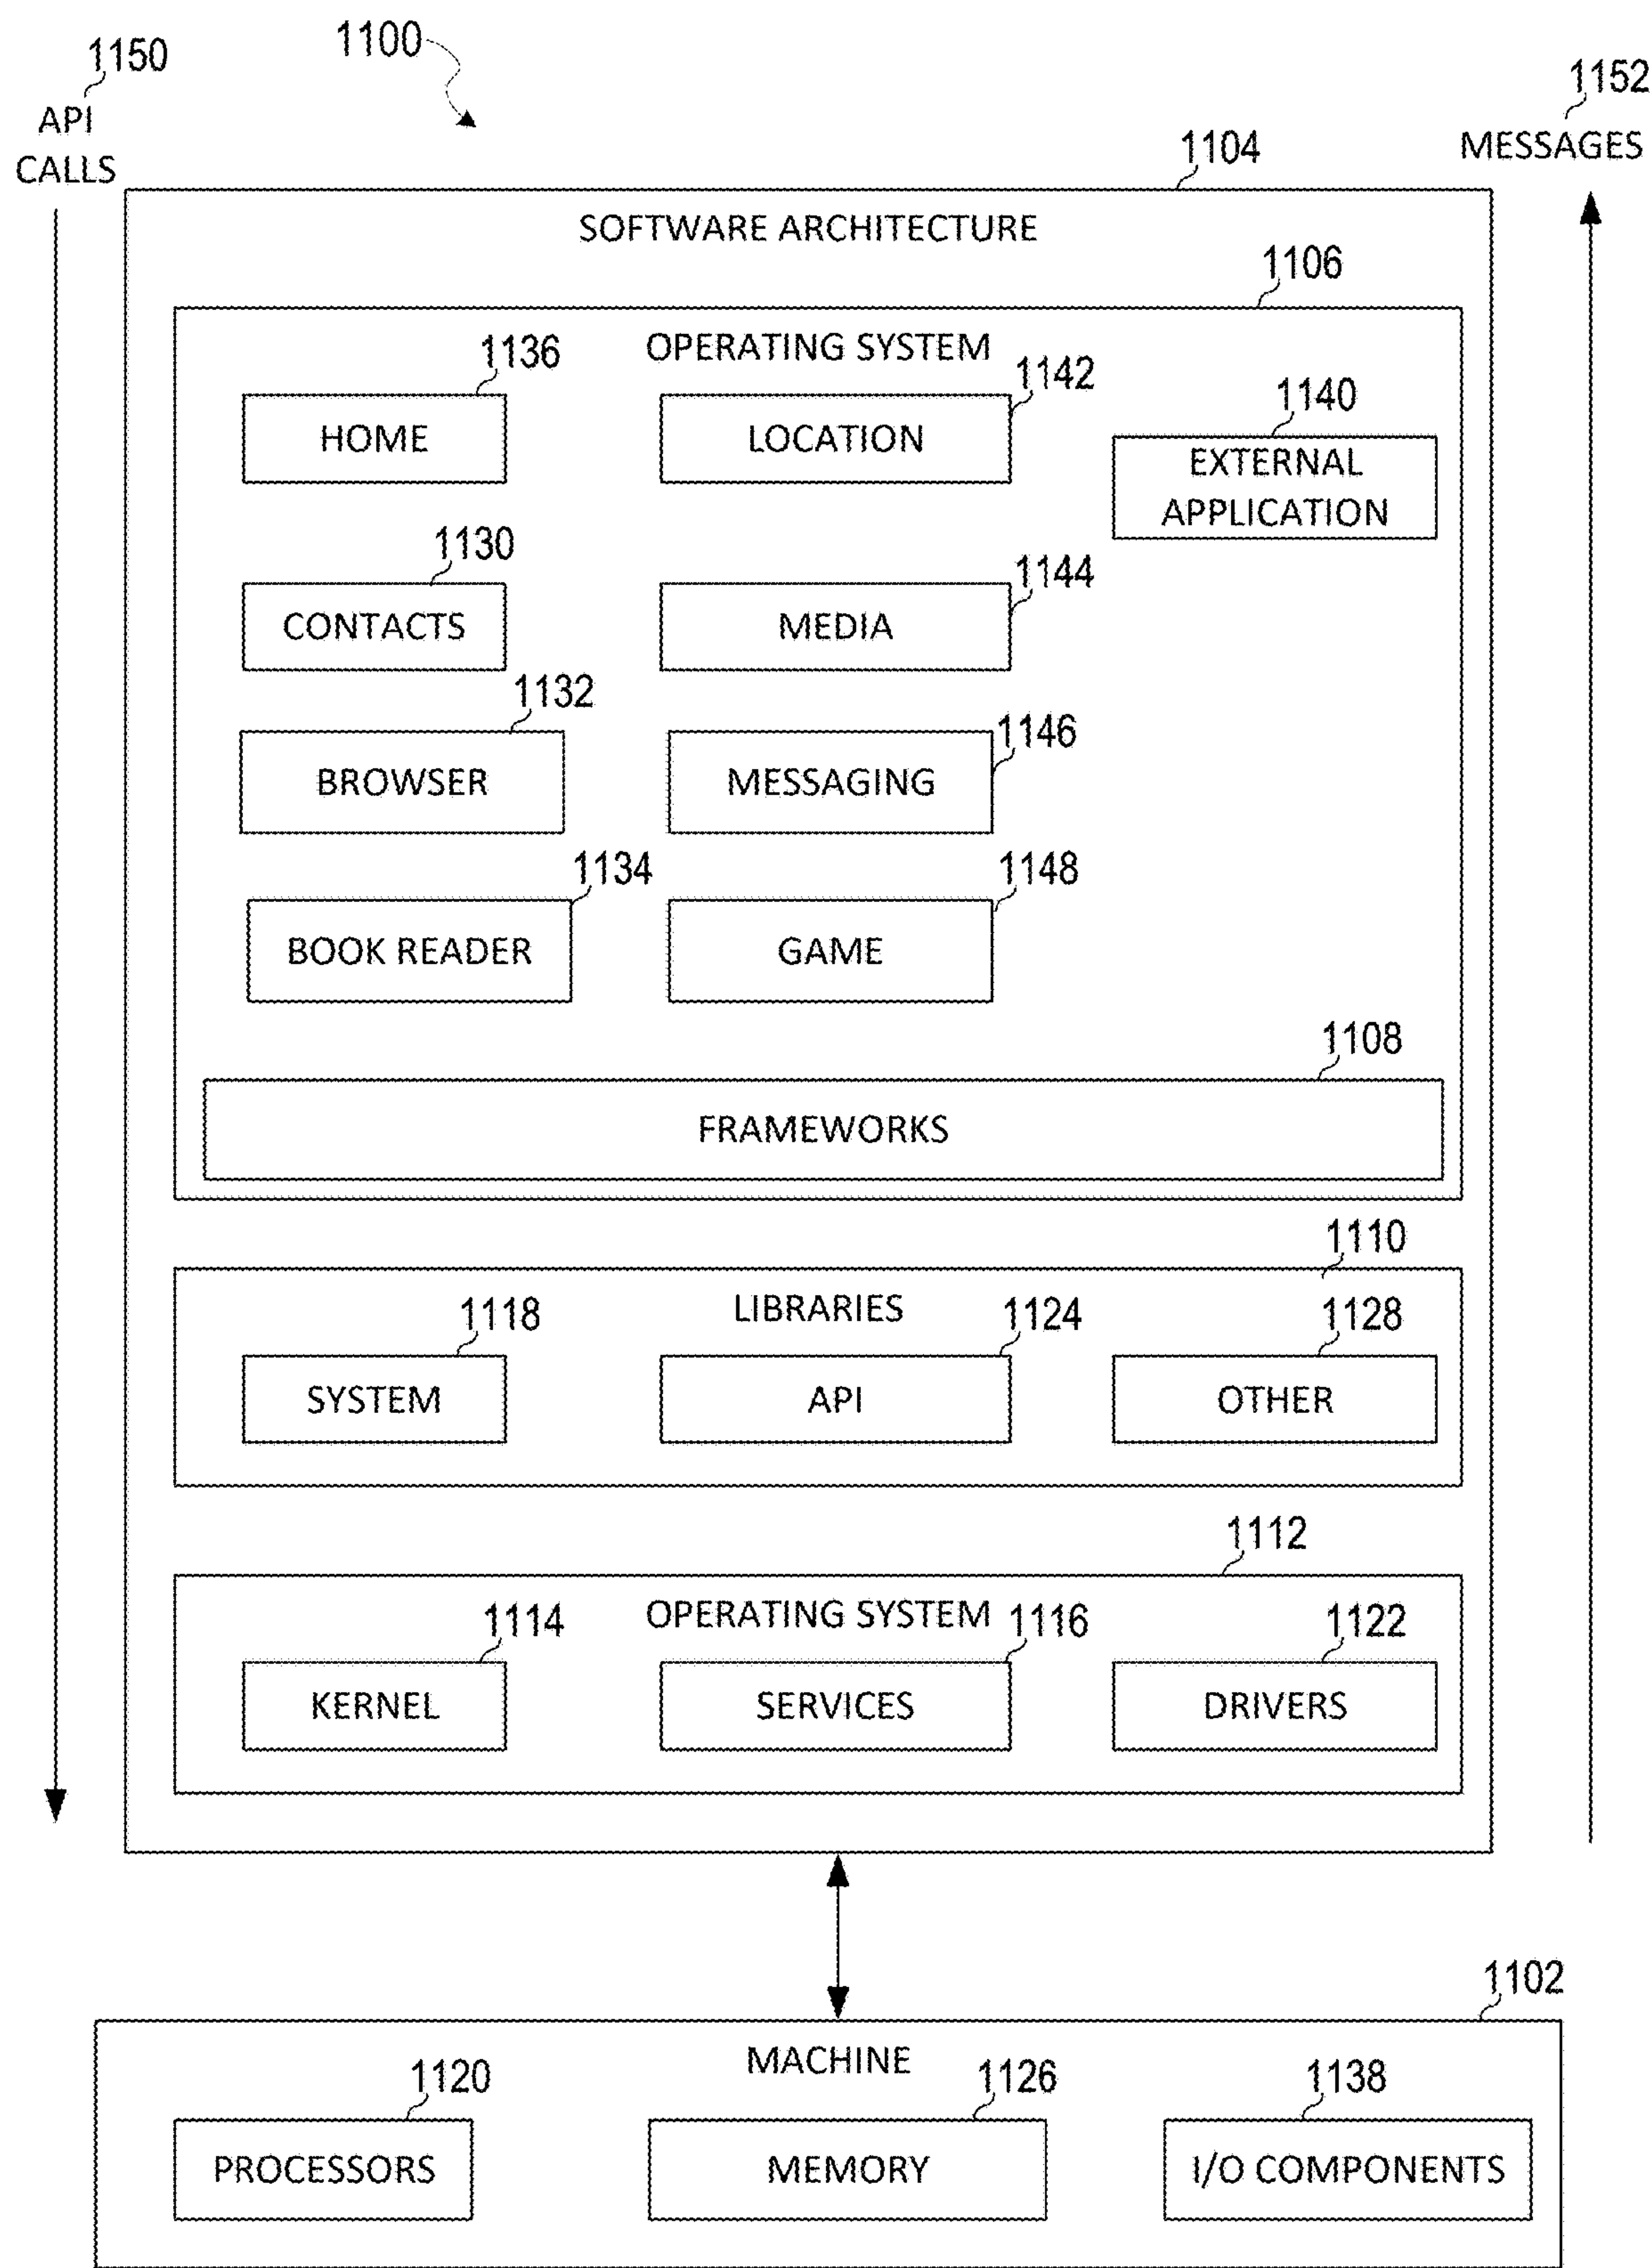 1150
1100
1152
API
CALLS
MESSAGES
1104
SOFTWARE ARCHITECTURE
1106
OPERATING SYSTEM
1136
1142
1140
HOME
LOCATION
EXTERNAL
APPLICATION
1130
1144
CONTACTS
MEDIA
1132
1146
BROWSER
MESSAGING
1134
1148
BOOK READER
GAME
1108
FRAMEWORKS
1110
LIBRARIES
1118
1124
1128
SYSTEM
API
OTHER
1112
OPERATING SYSTEM
1114
1116
1122
KERNEL
SERVICES
DRIVERS
1102
MACHINE
1120
1126
1138
PROCESSORS
MEMORY
I/O COMPONENTS